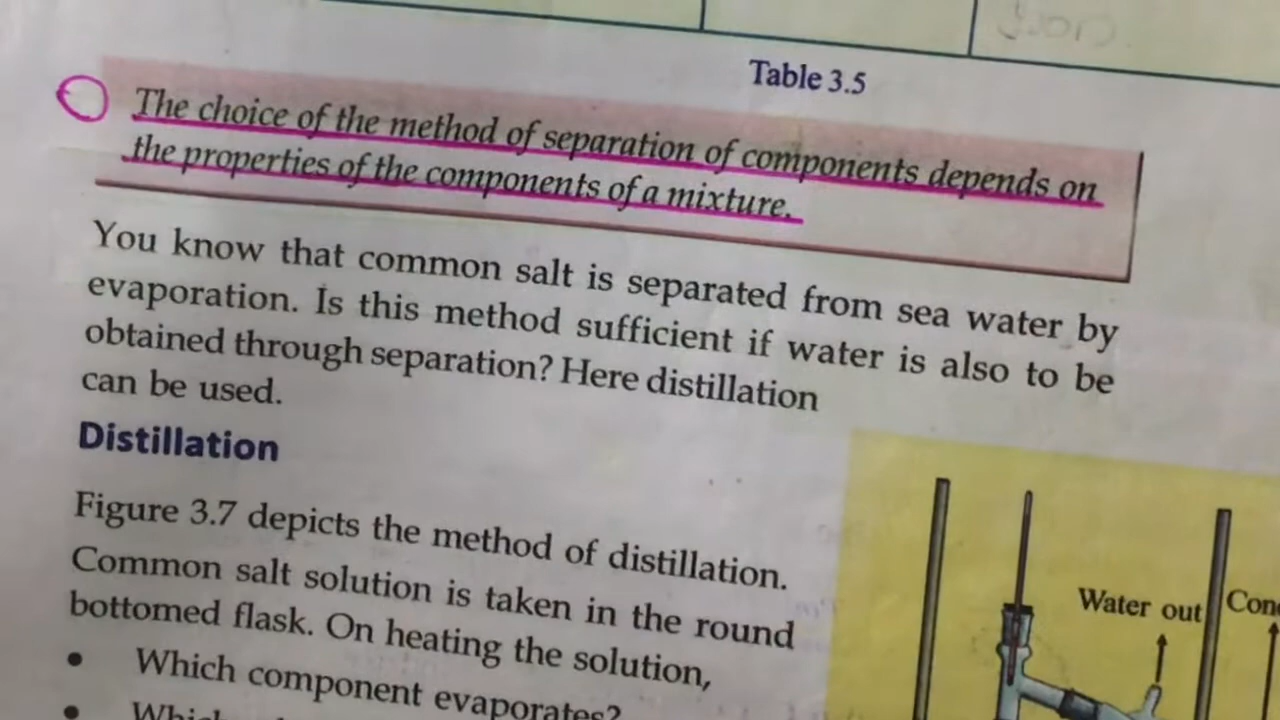 Table 3.5
The choice of the method of separation of components depends on
the properties of the components of a mixture.
You know that common salt is separated from sea water by
evaporation. Is this method sufficient if water is also to be
obtained through separation? Here distillation
can be used.
Distillation
Figure 3.7 depicts the method of distillation.
Common salt solution is taken in the round
bottomed flask. On heating the solution,
• Which component evaporates?
Water out